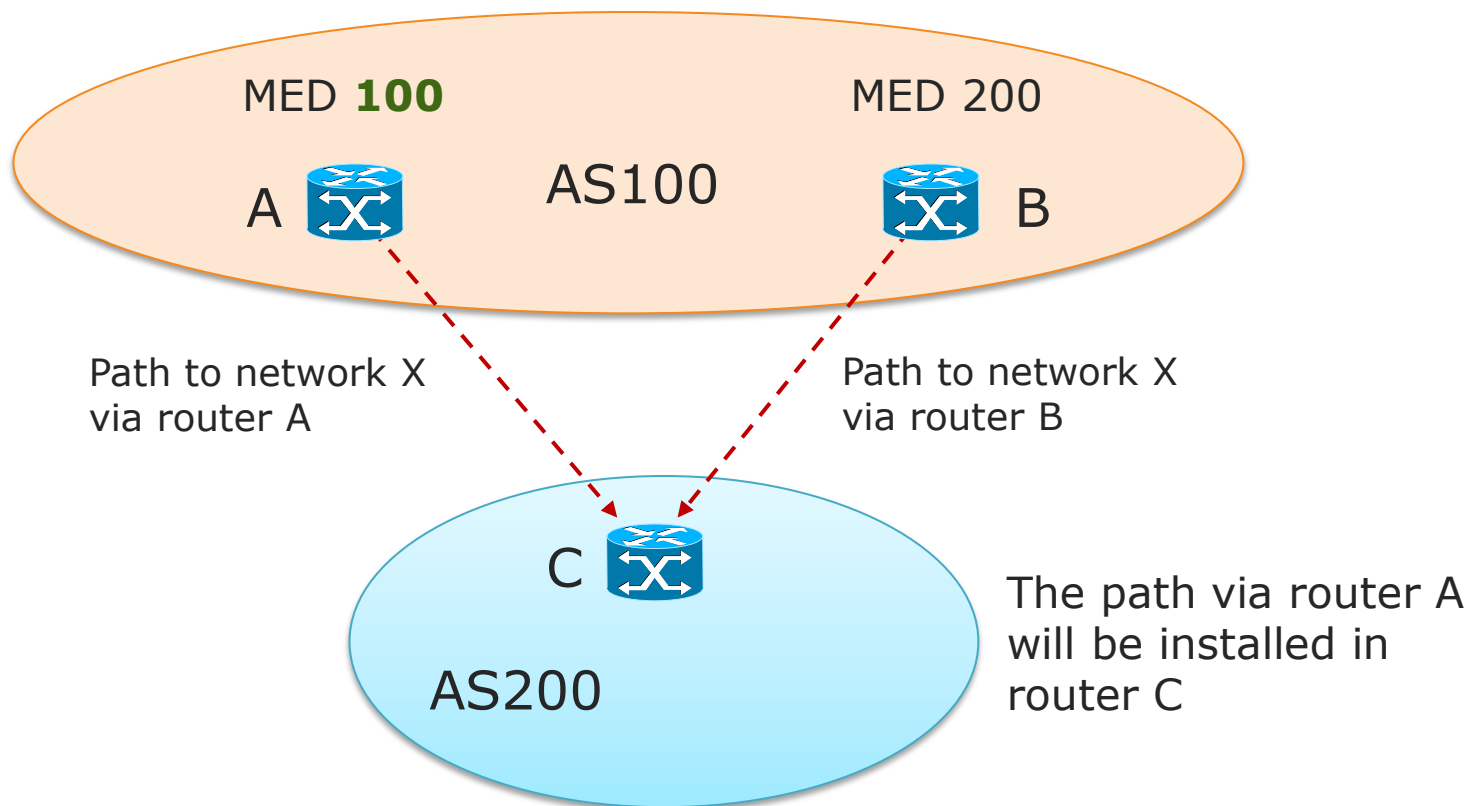 MED 100
MED 200
AS100
A
B
Path to network X
via router A
Path to network X
via router B
C
The path via router A
will be installed in
router C
AS200